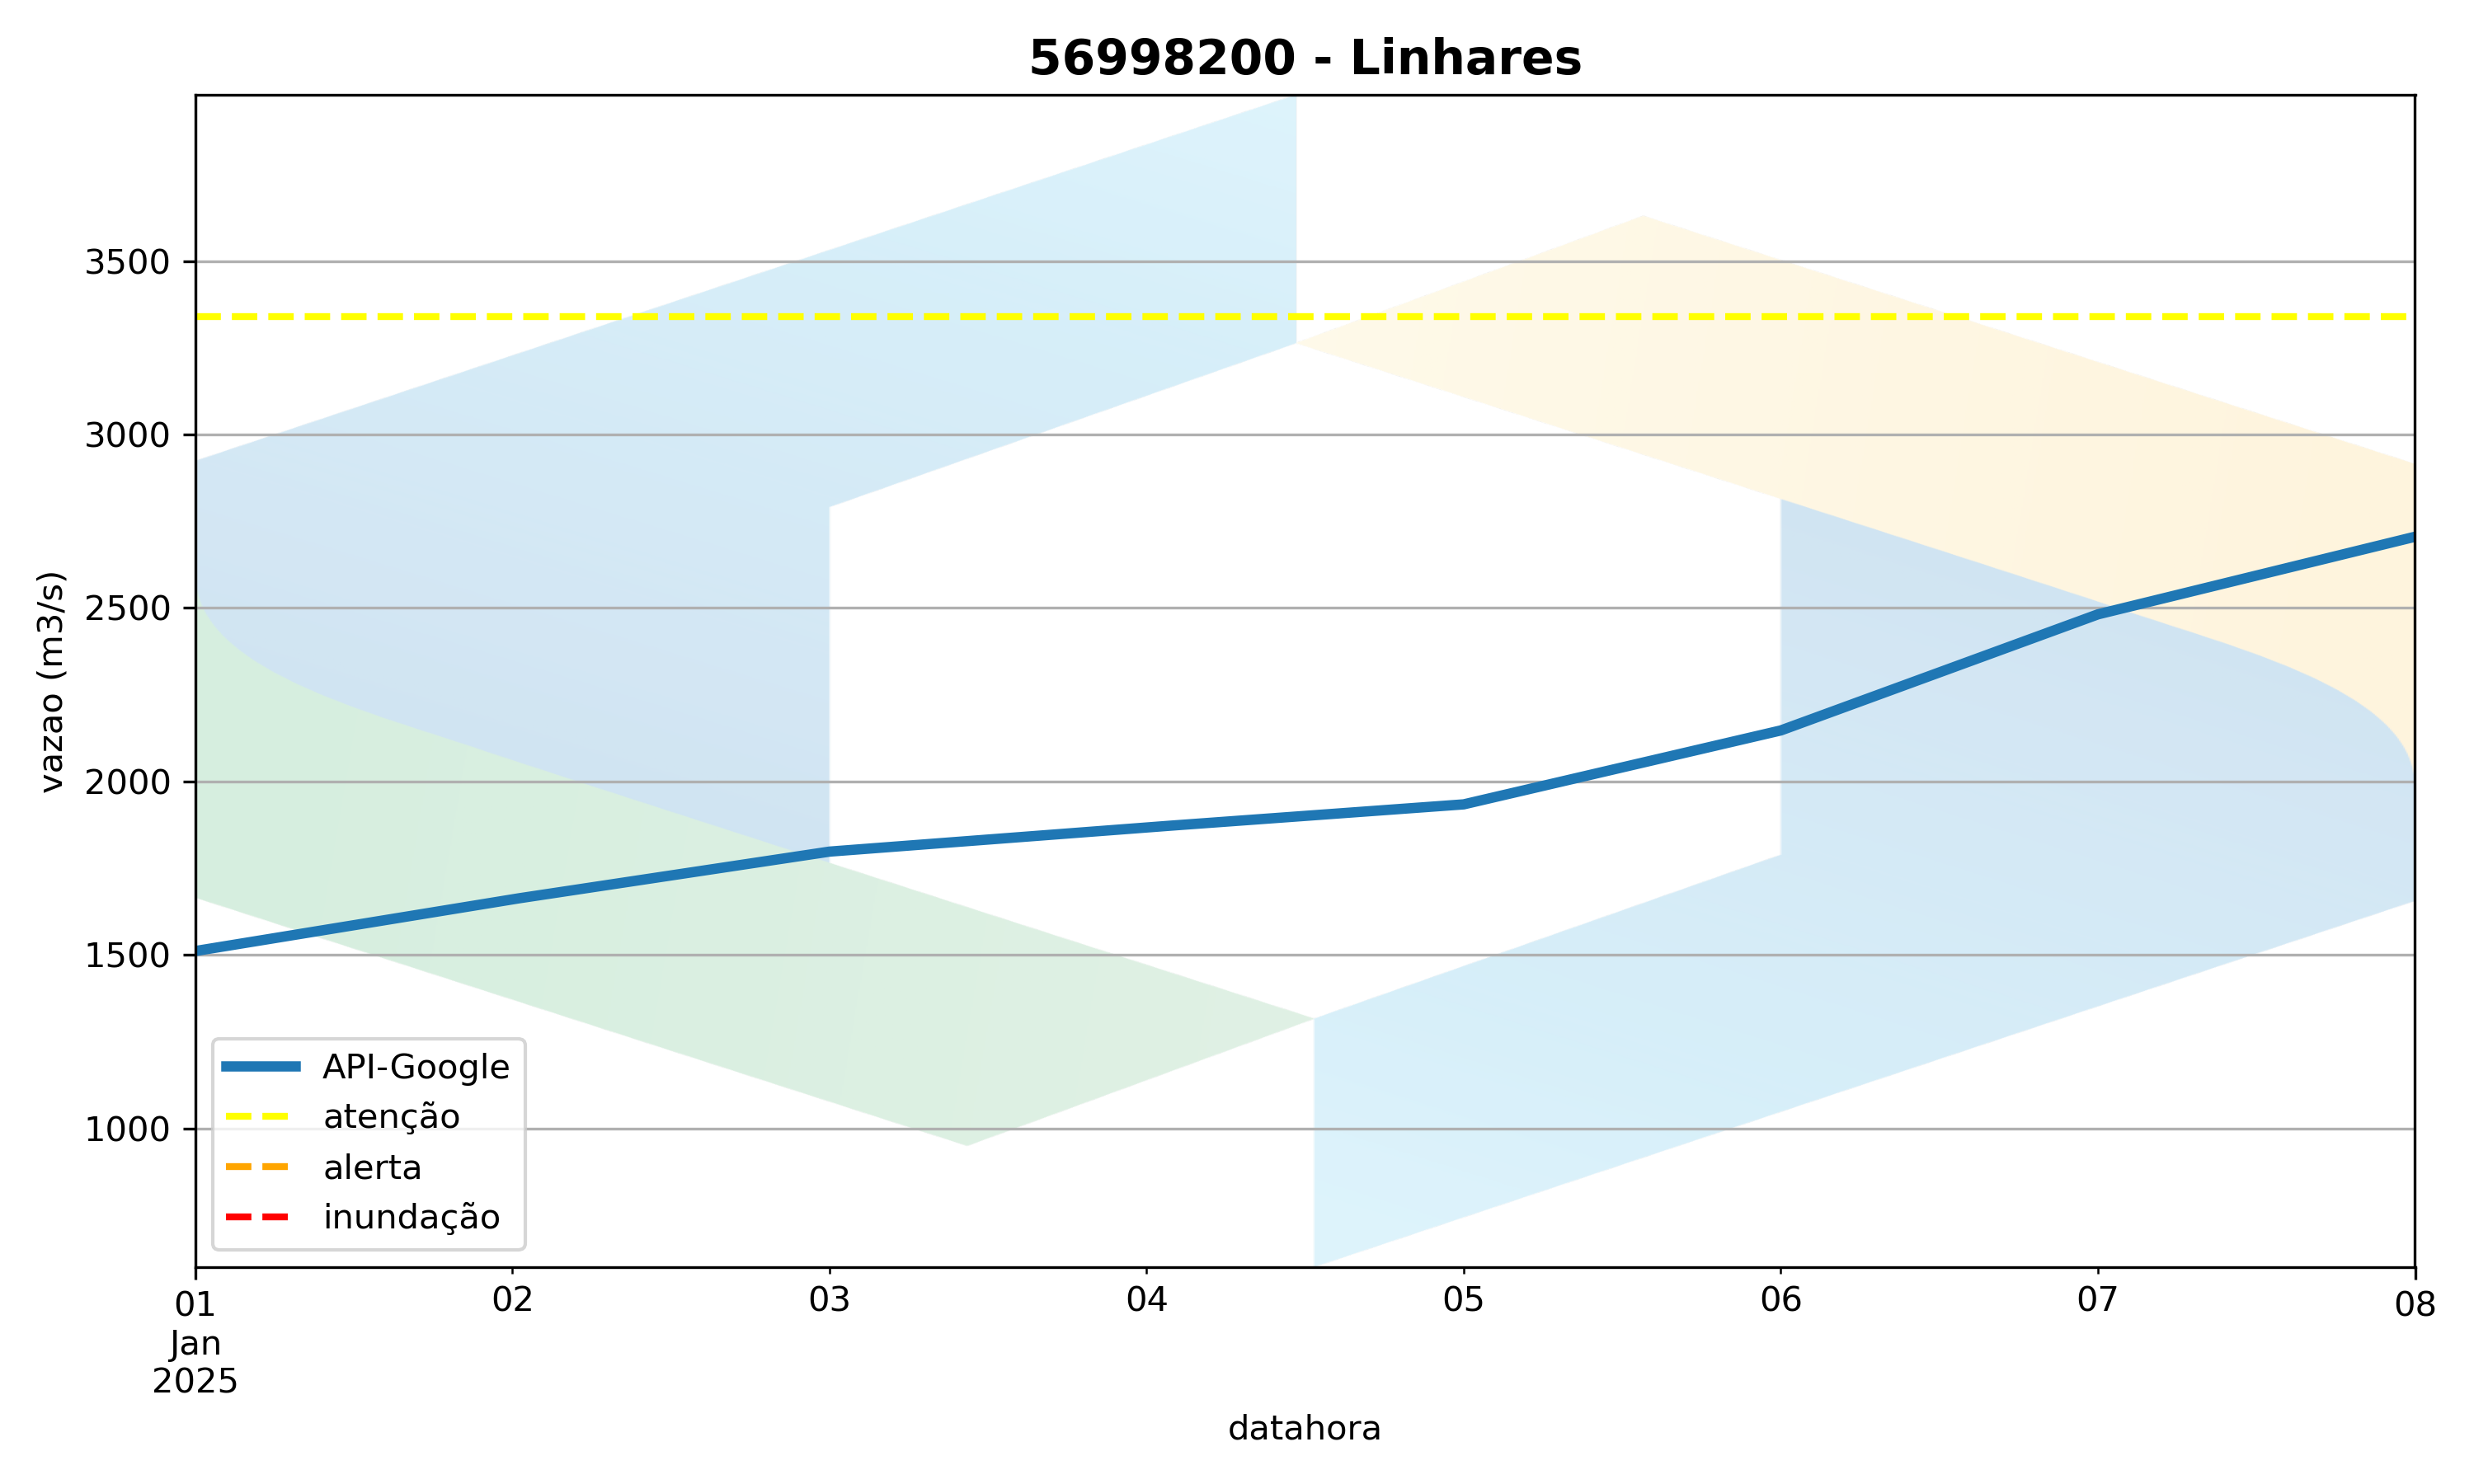 56998200 - Linhares
vazao (m3/s)
3500
3000
2500
2000
1500
1000
API-Google
atenção
alerta
inundação
01
Jan
2025
02
03
04
05
06
07
08
datahora